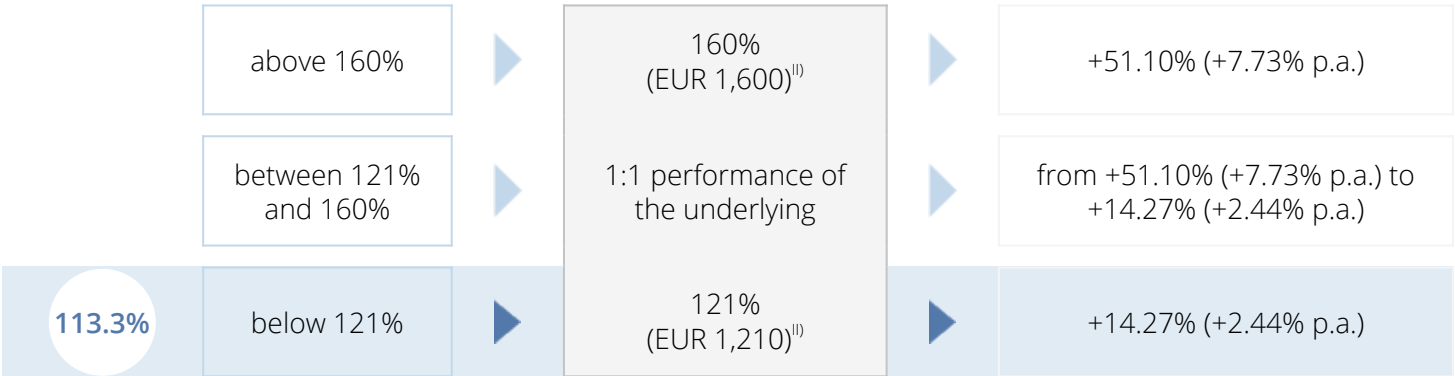 above 160%
160%
(EUR 1,600)II)
+51.10% (+7.73% p.a.)
between 121%
and 160%
1:1 performance of
the underlying
from +51.10% (+7.73% p.a.) to
+14.27% (+2.44% p.a.)
113.3%
below 121%
121%
(EUR 1,210)II)
+14.27% (+2.44% p.a.)